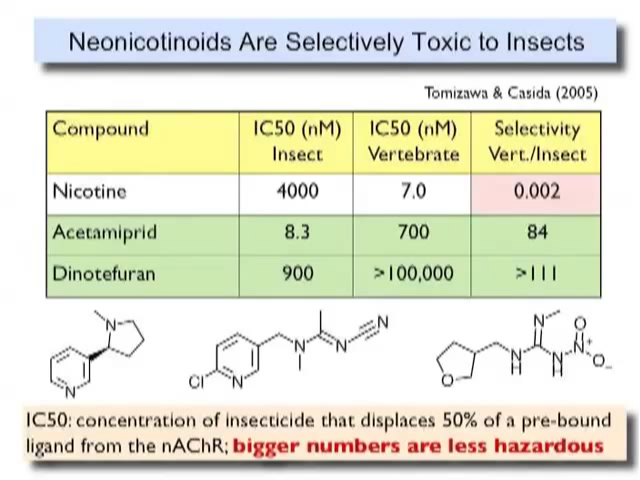 Neonicotinoids Are Selectively Toxic to Insects
Tomizawa & Casida (2005)
Compound IC50 (nM) Insect IC50 (nM) Vertebrate Selectivity Vert./Insect
Nicotine 4000 7.0 0.002
Acetamiprid 8.3 700 84
Dinotefuran 900 >100,000 >111
N
N
Cl
N
N
N
N
O
N
H
N
N
H
N+
O
O-
IC50: concentration of insecticide that displaces 50% of a pre-bound
ligand from the nAChR; bigger numbers are less hazardous